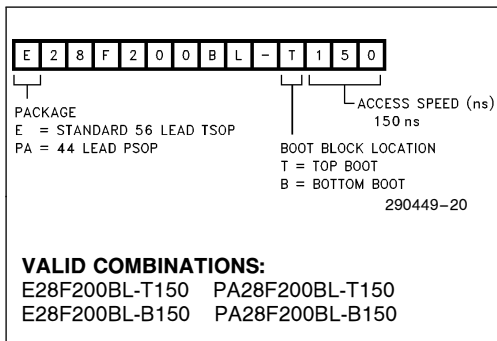 E28F200BL-T150
ACCESS SPEED (ns)
150 ns
PACKAGE
E = STANDARD 56 LEAD TSOP
PA = 44 LEAD PSOP
BOOT BLOCK LOCATION
T = TOP BOOT
B = BOTTOM BOOT
290449–20
VALID COMBINATIONS:
E28F200BL-T150 PA28F200BL-T150
E28F200BL-B150 PA28F200BL-B150